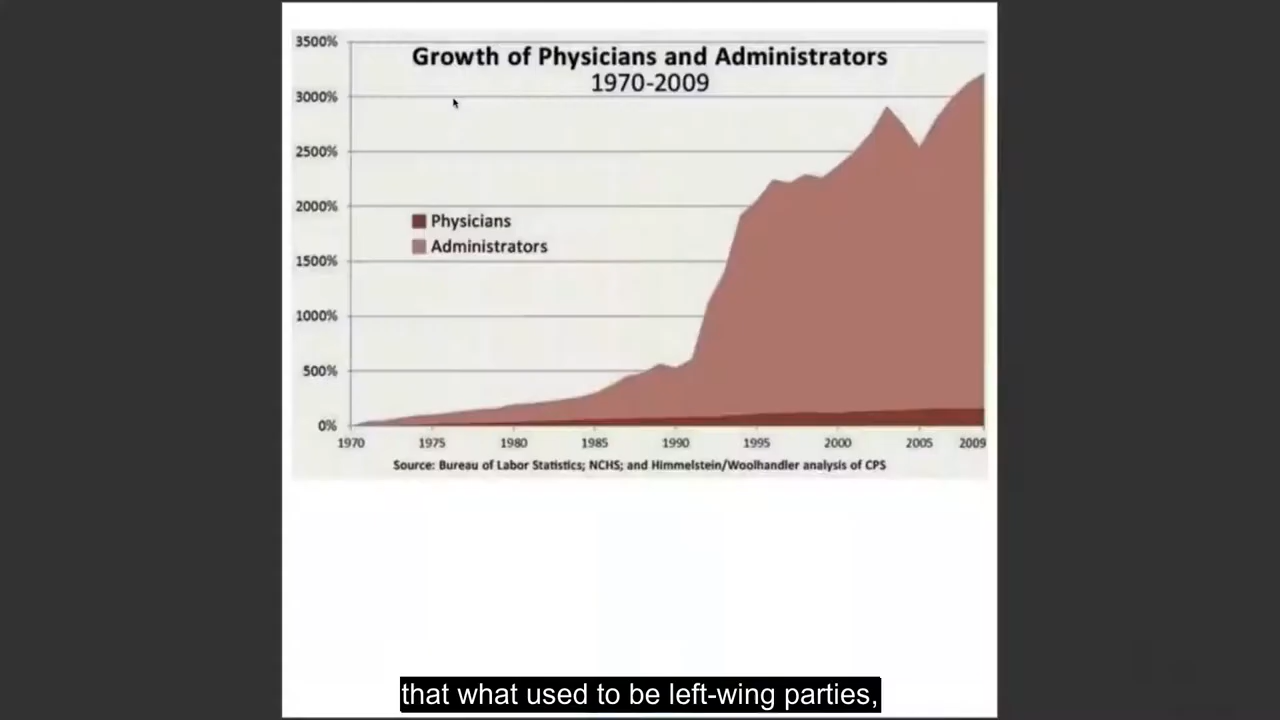 Growth of Physicians and Administrators
1970-2009
3500%
3000%
2500%
2000%
1500%
1000%
500%
0%
Physicians
Administrators
1970 1975 1980 1985 1990 1995 2000 2005 2009
Source: Bureau of Labor Statistics; NCHS; and Himmelstein/Woolhandler analysis of CPS
that what used to be left-wing parties,